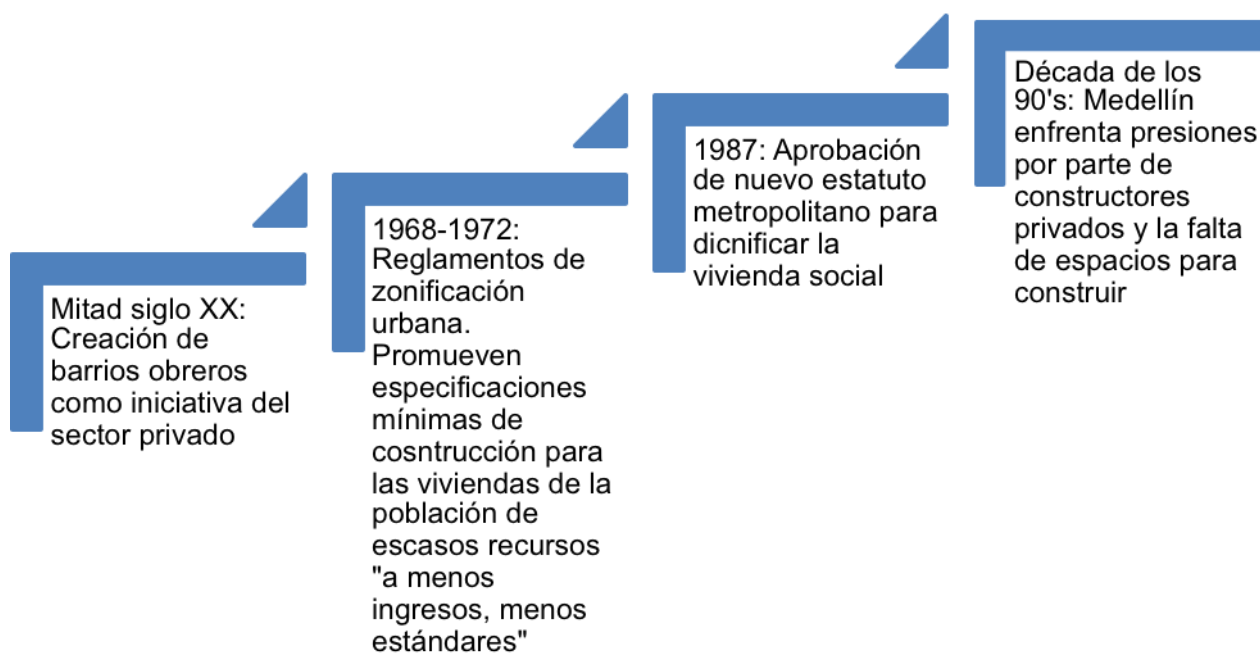 Mitad siglo XX:
Creación de
barrios obreros
como iniciativa del
sector privado
1968-1972:
Reglamentos de
zonificación
urbana.
Promueven
especificaciones
mínimas de
cosntrucción para
las viviendas de la
población de
escasos recursos
"a menos
ingresos, menos
estándares"
1987: Aprobación
de nuevo estatuto
metropolitano para
dicnificar la
vivienda social
Década de los
90's: Medellín
enfrenta presiones
por parte de
constructores
privados y la falta
de espacios para
construir